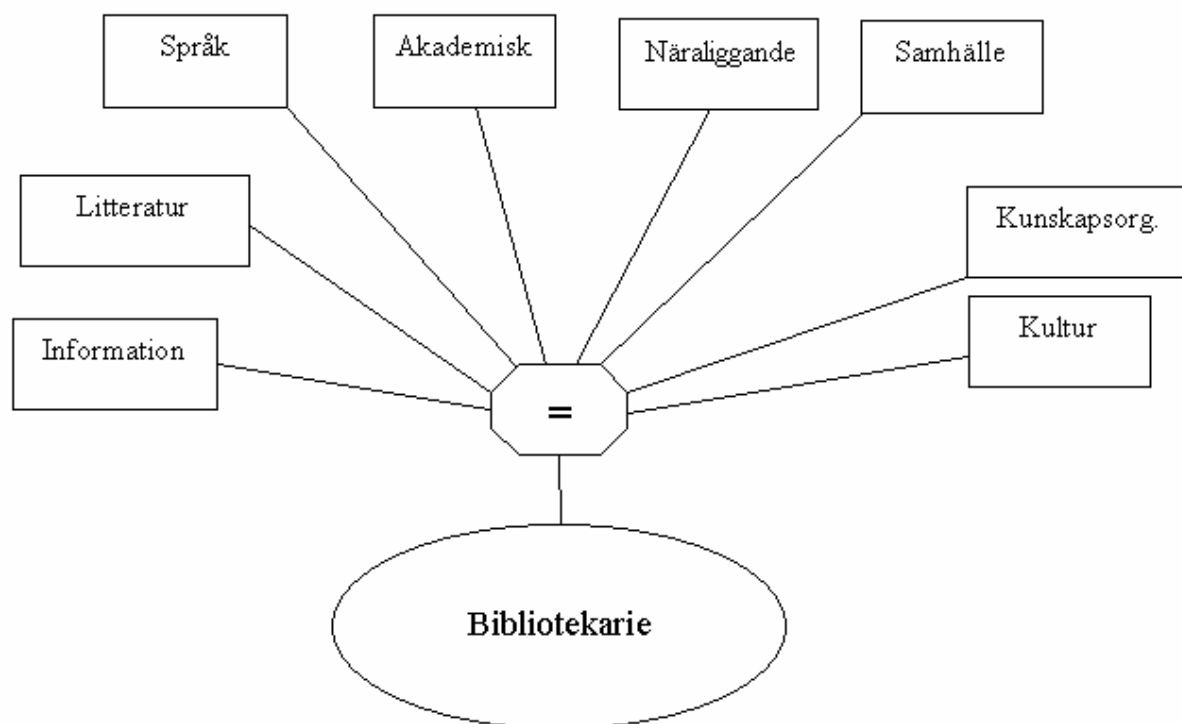 Språk
Akademisk
Näraliggande
Samhälle
Litteratur
Kunskapsorg.
Information
Kultur
=
Bibliotekarie